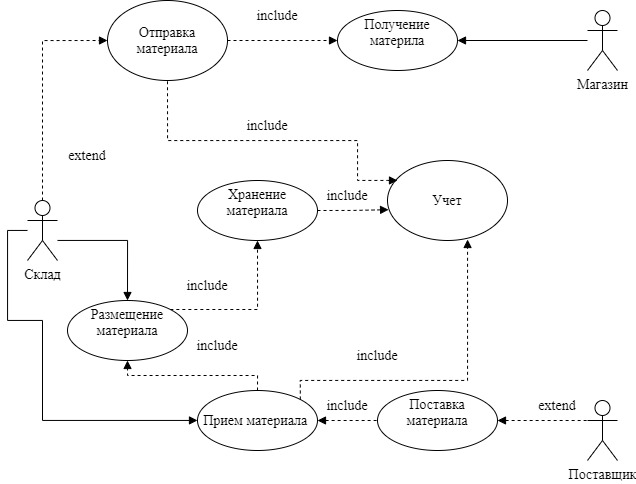 include
Отправка
материала
Получение
материла
Магазин
include
extend
Хранение
материала
include
Учет
Склад
include
Размещение
материала
include
include
Прием материала
include
Поставка
материала
extend
Поставщик